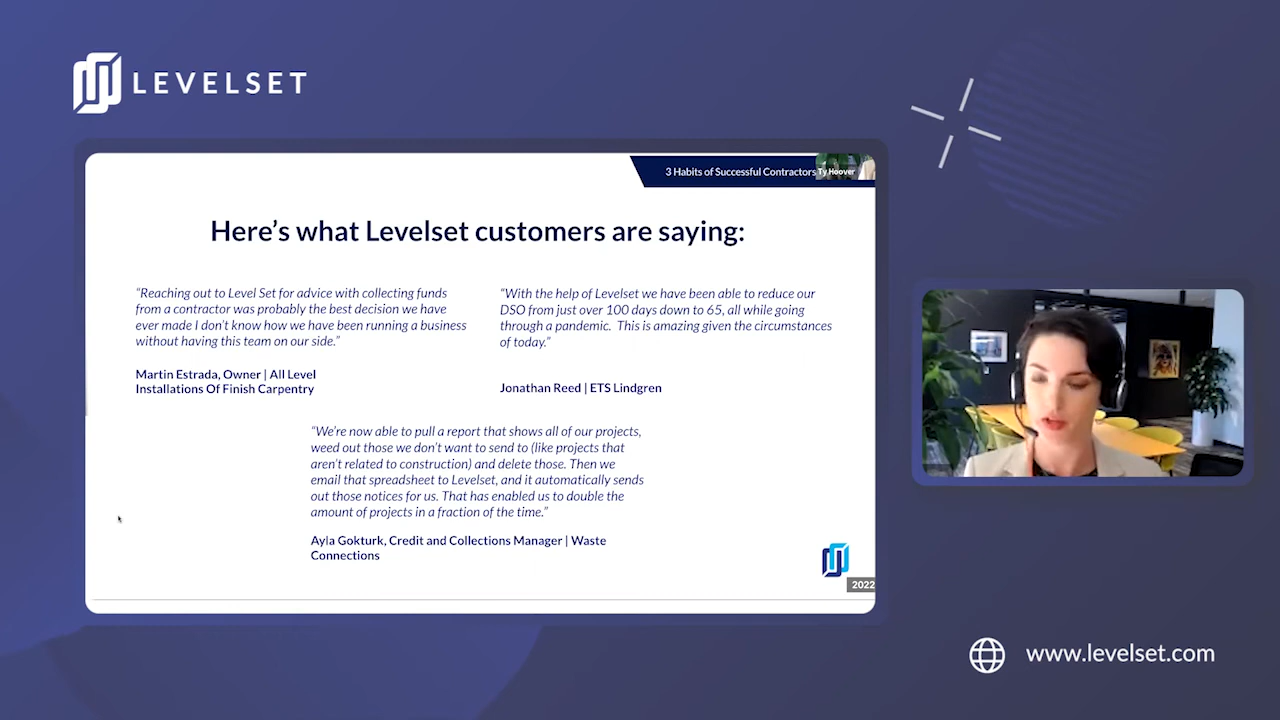 LEVELSET
3 Habits of Successful Contractors
Ty Hoover
Here's what Levelset customers are saying:
"Reaching out to Level Set for advice with collecting funds
from a contractor was probably the best decision we have
ever made I don't know how we have been running a business
without having this team on our side."
Martin Estrada, Owner | All Level
Installations Of Finish Carpentry
"With the help of Levelset we have been able to reduce our
DSO from just over 100 days down to 65, all while going
through a pandemic.  This is amazing given the circumstances
of today."
Jonathan Reed | ETS Lindgren
"We're now able to pull a report that shows all of our projects,
weed out those we don't want to send to (like projects that
aren't related to construction) and delete those. Then we
email that spreadsheet to Levelset, and it automatically sends
out those notices for us. That has enabled us to double the
amount of projects in a fraction of the time."
Ayla Gokturk, Credit and Collections Manager | Waste
Connections
2022
www.levelset.com